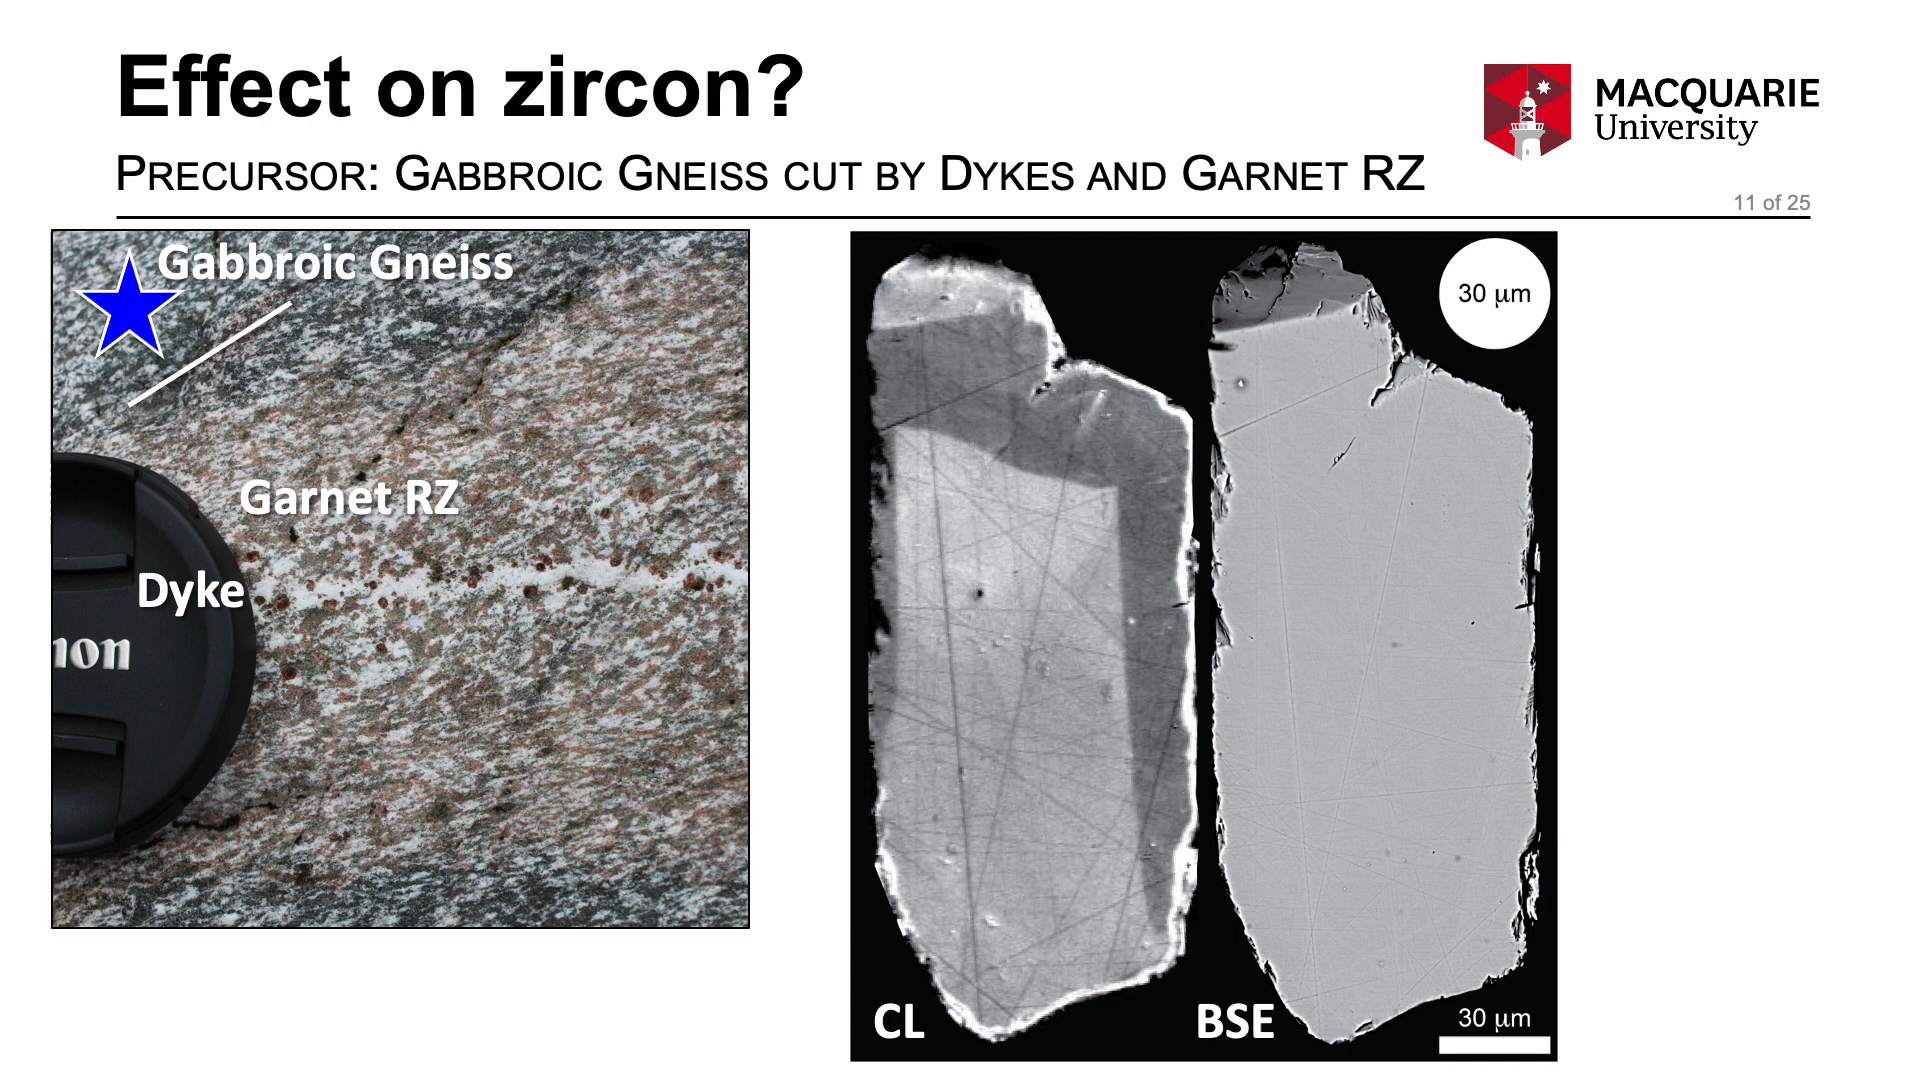 Effect on zircon?
MACQUARIE
University
PRECURSOR: GABBROIC GNEISS CUT BY DYKES AND GARNET RZ
11 of 25
Gabbroic Gneiss
Garnet RZ
Dyke
non
30 µm
CL
BSE
30 µm